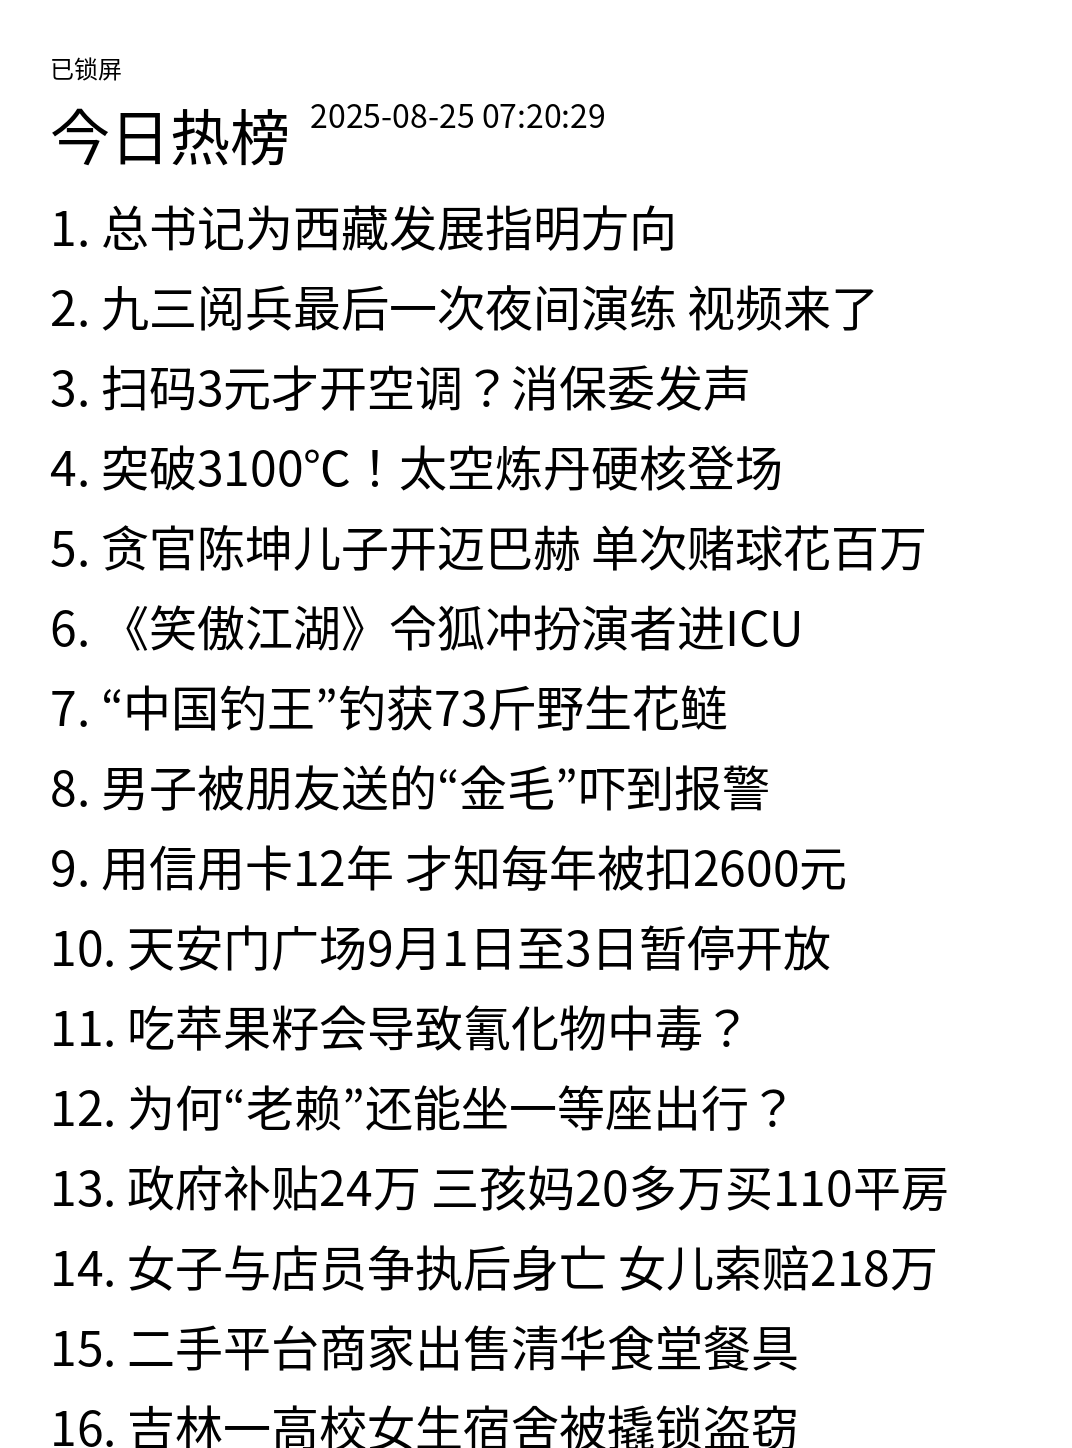 已锁屏
今日热榜 2025-08-25 07:20:29
1. 总书记为西藏发展指明方向
2. 九三阅兵最后一次夜间演练 视频来了
3. 扫码3元才开空调？消保委发声
4. 突破3100℃！太空炼丹硬核登场
5. 贪官陈坤儿子开迈巴赫 单次赌球花百万
6. 《笑傲江湖》令狐冲扮演者进ICU
7. “中国钓王”钓获73斤野生花鲢
8. 男子被朋友送的“金毛”吓到报警
9. 用信用卡12年 才知每年被扣2600元
10. 天安门广场9月1日至3日暂停开放
11. 吃苹果籽会导致氰化物中毒？
12. 为何“老赖”还能坐一等座出行？
13. 政府补贴24万 三孩妈20多万买110平房
14. 女子与店员争执后身亡 女儿索赔218万
15. 二手平台商家出售清华食堂餐具
16. 吉林一高校女生宿舍被撬锁盗窃